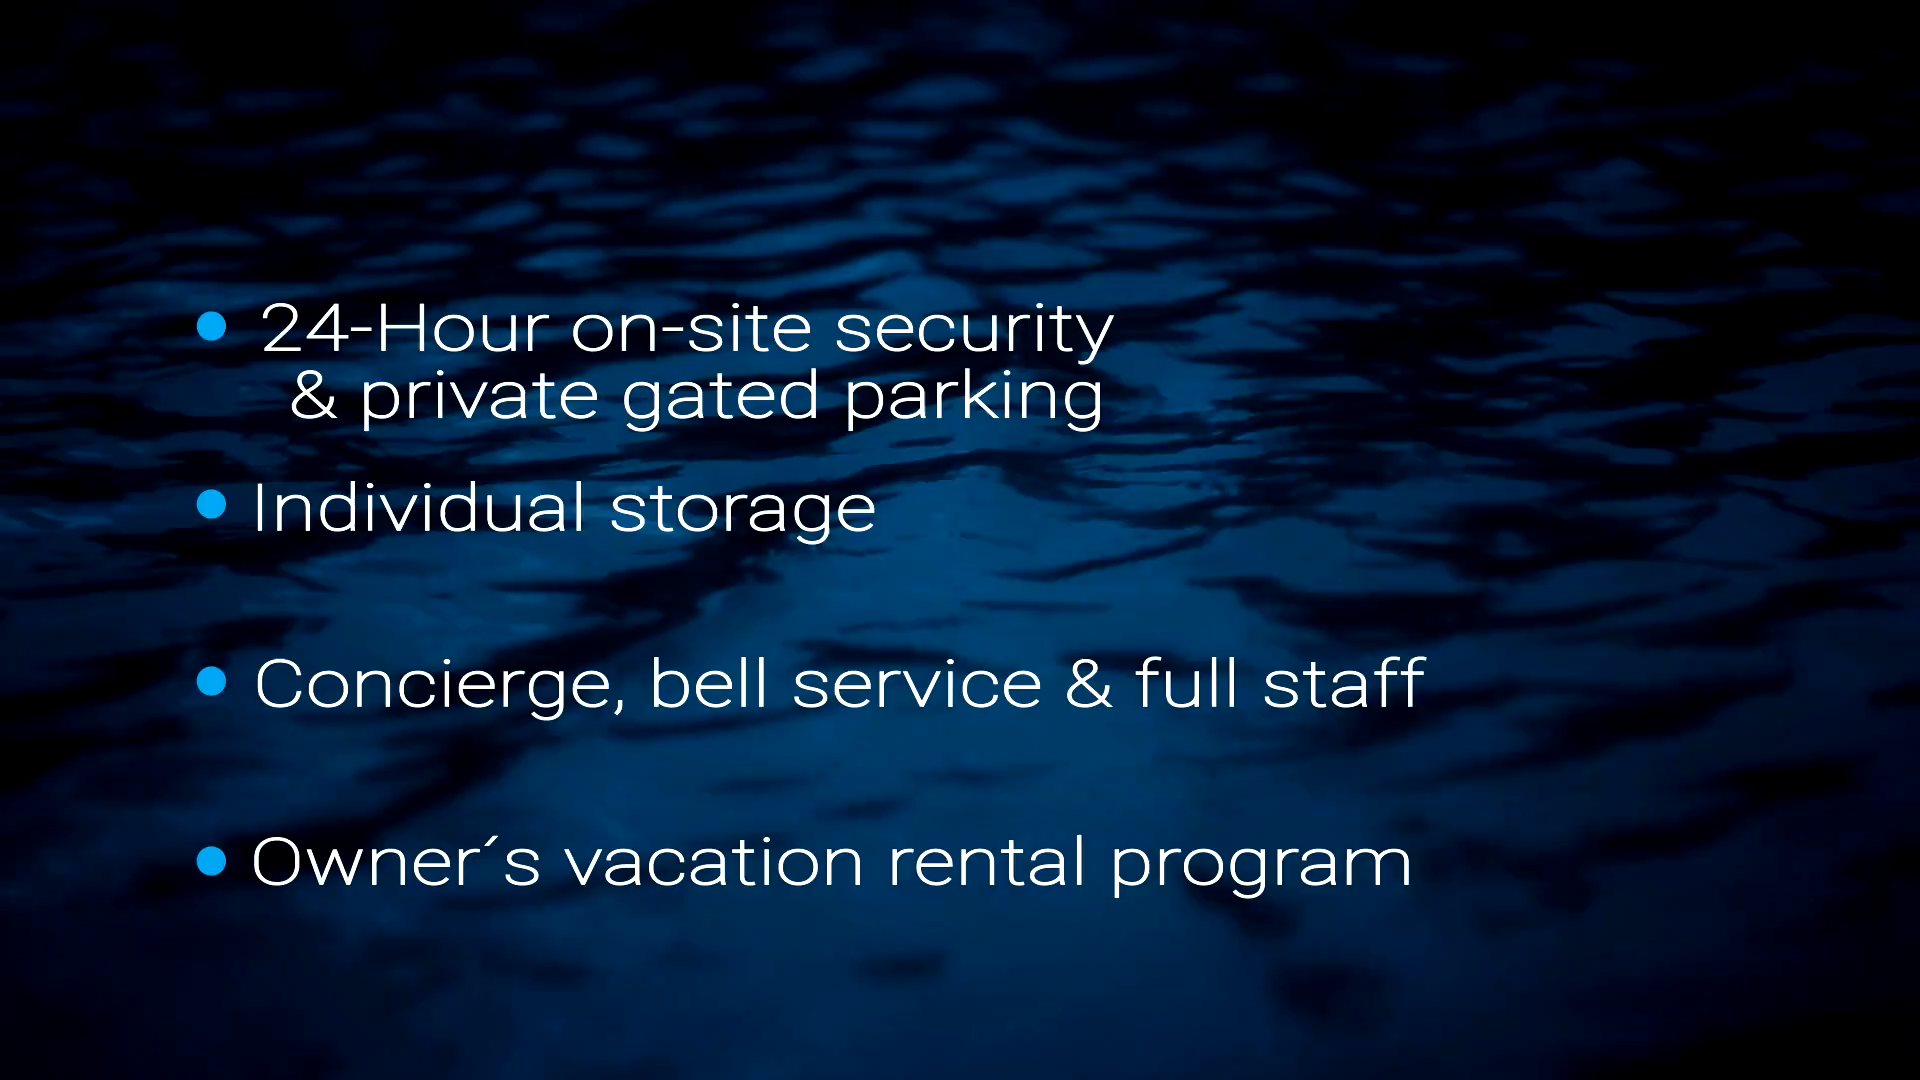 24-Hour on-site security
& private gated parking
Individual storage
Concierge, bell service & full staff
Owner´s vacation rental program